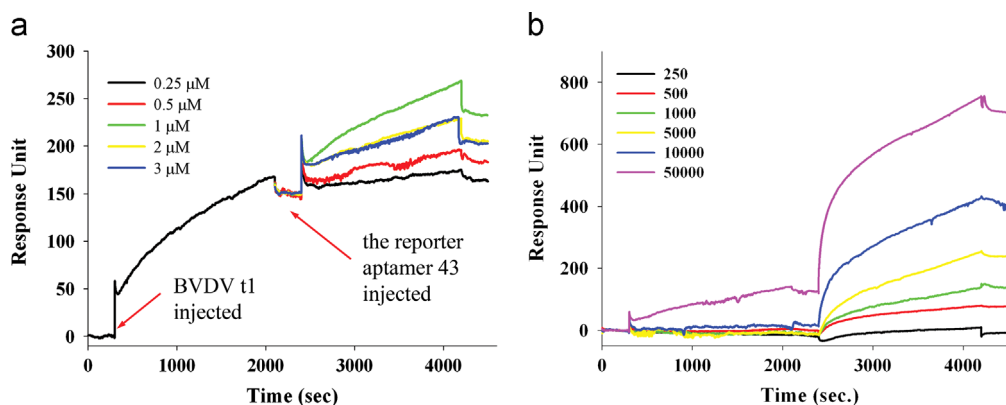 a
300
250
200
150
100
50
0
Response Unit
0.25 μM
0.5 μM
1 μM
2 μM
3 μM
BVDV t1
injected
the reporter
aptamer 43
injected
0
1000
2000
3000
4000
Time (sec)
b
800
600
400
200
0
Response Unit
250
500
1000
5000
10000
50000
0
1000
2000
3000
4000
Time (sec.)